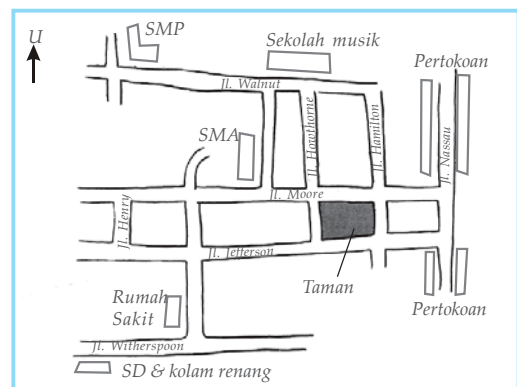 U
SMP
Sekolah musik
Pertokoan
Jl. Walnut
SMA
Jl. Howthorne
Jl. Hamilton
Jl. Nassau
Jl. Moore
Jl. Henry
Jl. Jefferson
Taman
Rumah
Sakit
Pertokoan
Jl. Witherspoon
SD & kolam renang